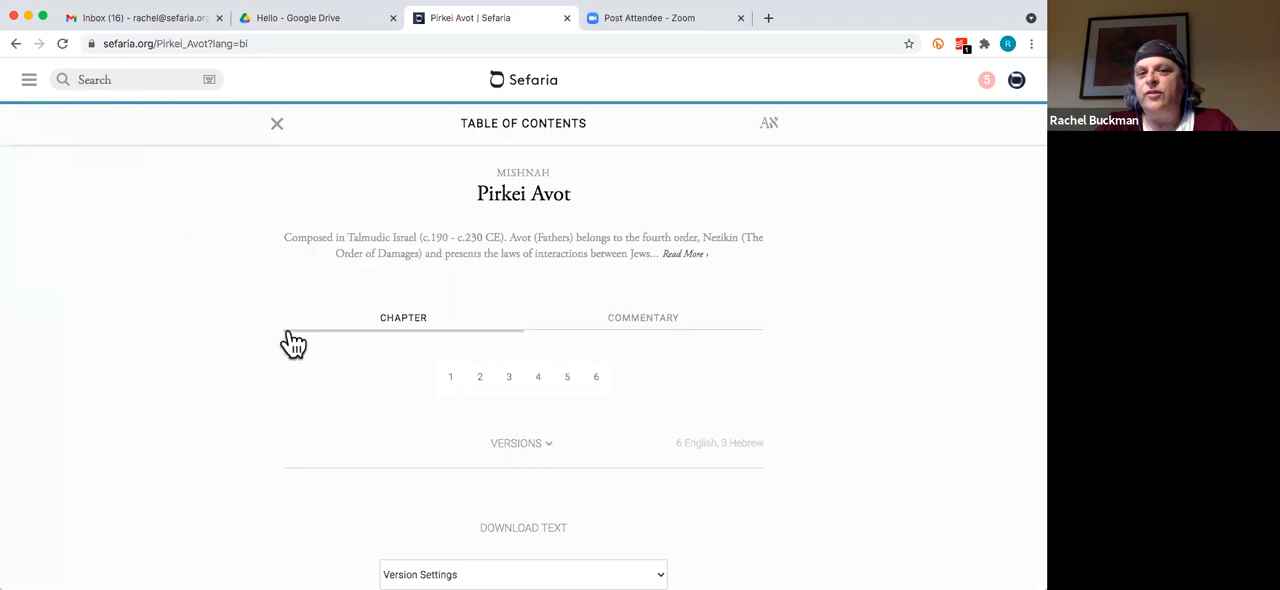 Inbox (16) - rachel@sefaria.org
Hello - Google Drive
Pirkei Avot | Sefaria
Post Attendee - Zoom
sefaria.org/Pirkei_Avot?lang=bi
1
R
Search
Sefaria
5
TABLE OF CONTENTS
Aא
MISHNAH
Pirkei Avot
Composed in Talmudic Israel (c.190 - c.230 CE). Avot (Fathers) belongs to the fourth order, Nezikin (The
Order of Damages) and presents the laws of interactions between Jews... Read More ›
CHAPTER
COMMENTARY
1 2 3 4 5 6
VERSIONS
6 English, 3 Hebrew
DOWNLOAD TEXT
Version Settings
Rachel Buckman